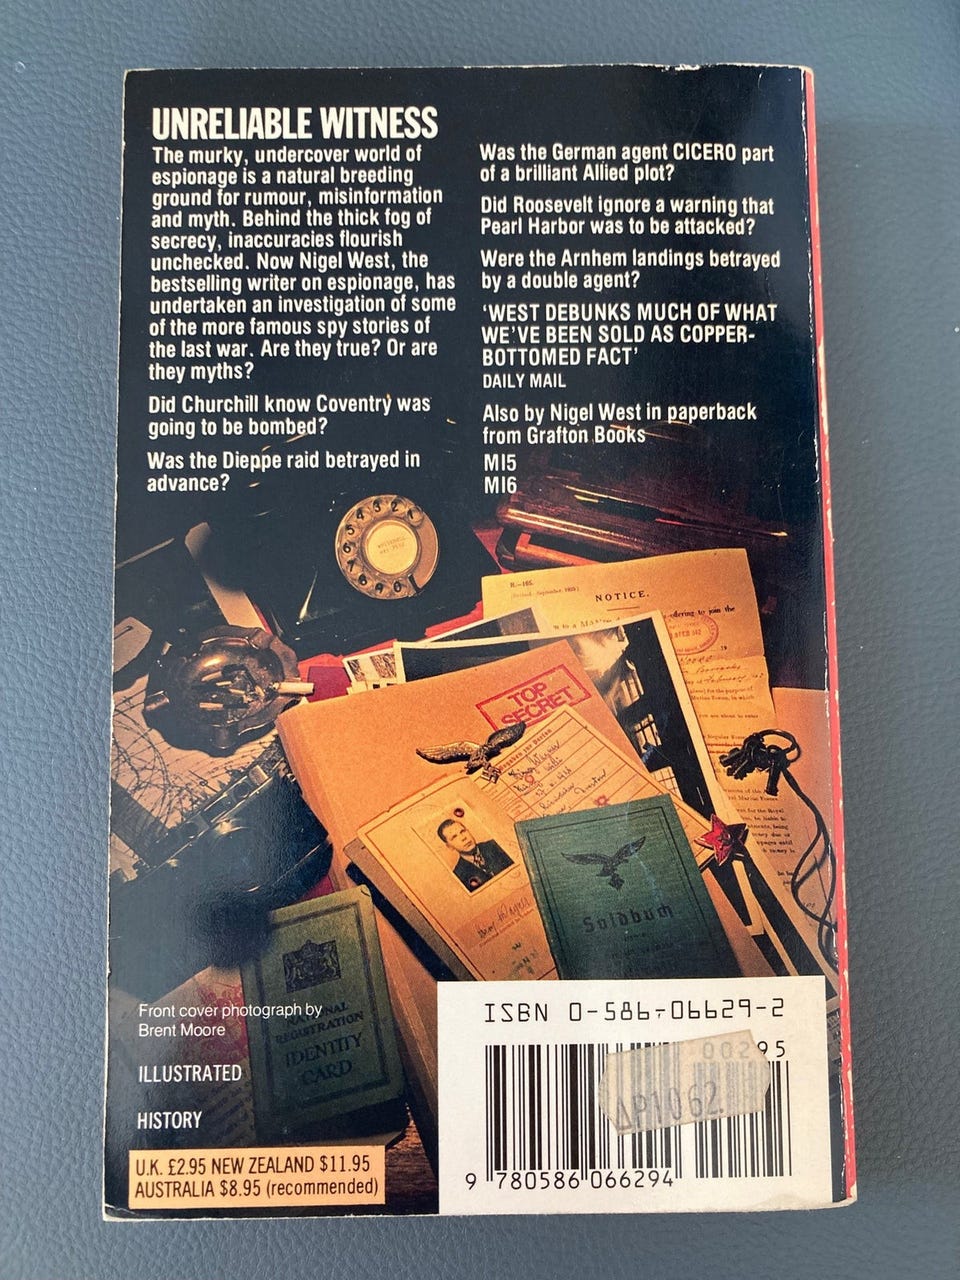 UNRELIABLE WITNESS
The murky, undercover world of
espionage is a natural breeding
ground for rumour, misinformation
and myth. Behind the thick fog of
secrecy, inaccuracies flourish
unchecked. Now Nigel West, the
bestselling writer on espionage, has
undertaken an investigation of some
of the more famous spy stories of
the last war. Are they true? Or are
they myths?
Did Churchill know Coventry was
going to be bombed?
Was the Dieppe raid betrayed in
advance?
Was the German agent CICERO part
of a brilliant Allied plot?
Did Roosevelt ignore a warning that
Pearl Harbor was to be attacked?
Were the Arnhem landings betrayed
by a double agent?
‘WEST DEBUNKS MUCH OF WHAT
WE’VE BEEN SOLD AS COPPER-
BOTTOMED FACT’
DAILY MAIL
Also by Nigel West in paperback
from Grafton Books
MI5
MI6
NOTICE.
offering to join the
TOP
SECRET
Soldbuch
NATIONAL
REGISTRATION
IDENTITY
CARD
Front cover photograph by
Brent Moore
ILLUSTRATED
HISTORY
U.K. £2.95 NEW ZEALAND $11.95
AUSTRALIA $8.95 (recommended)
ISBN 0-586-06629-2
00295
AP1062
9 780586 066294